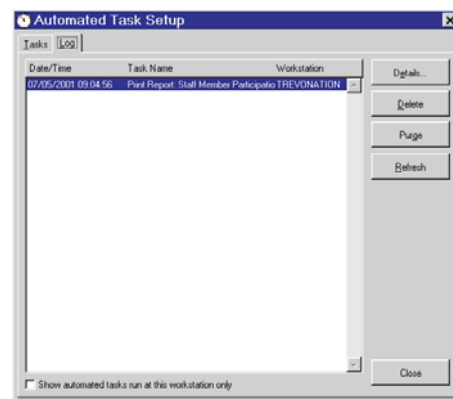 Automated Task Setup
Tasks Log
Date/Time Task Name Workstation
07/05/2001 09:04:56 Print Report: Staff Member Participatio TREVONATION
Details...
Delete
Purge
Refresh
Close
Show automated tasks run at this workstation only